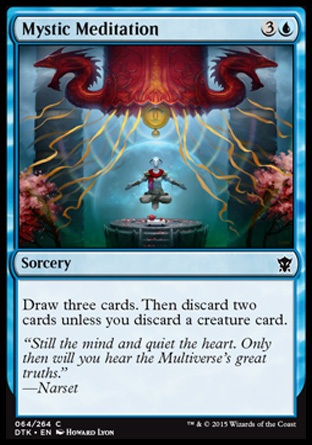 Mystic Meditation 3
Sorcery
Draw three cards. Then discard two
cards unless you discard a creature card.
“Still the mind and quiet the heart. Only
then will you hear the Multiverse’s great
truths.”
—Narset
064/264 C
DTK • EN Howard Lyon
™ & © 2015 Wizards of the Coast